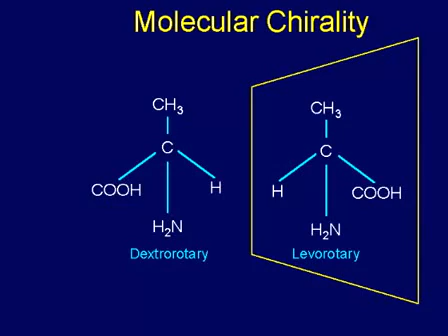 Molecular Chirality
CH₃
C
COOH
H
H₂N
Dextrorotary
CH₃
C
H
COOH
H₂N
Levorotary